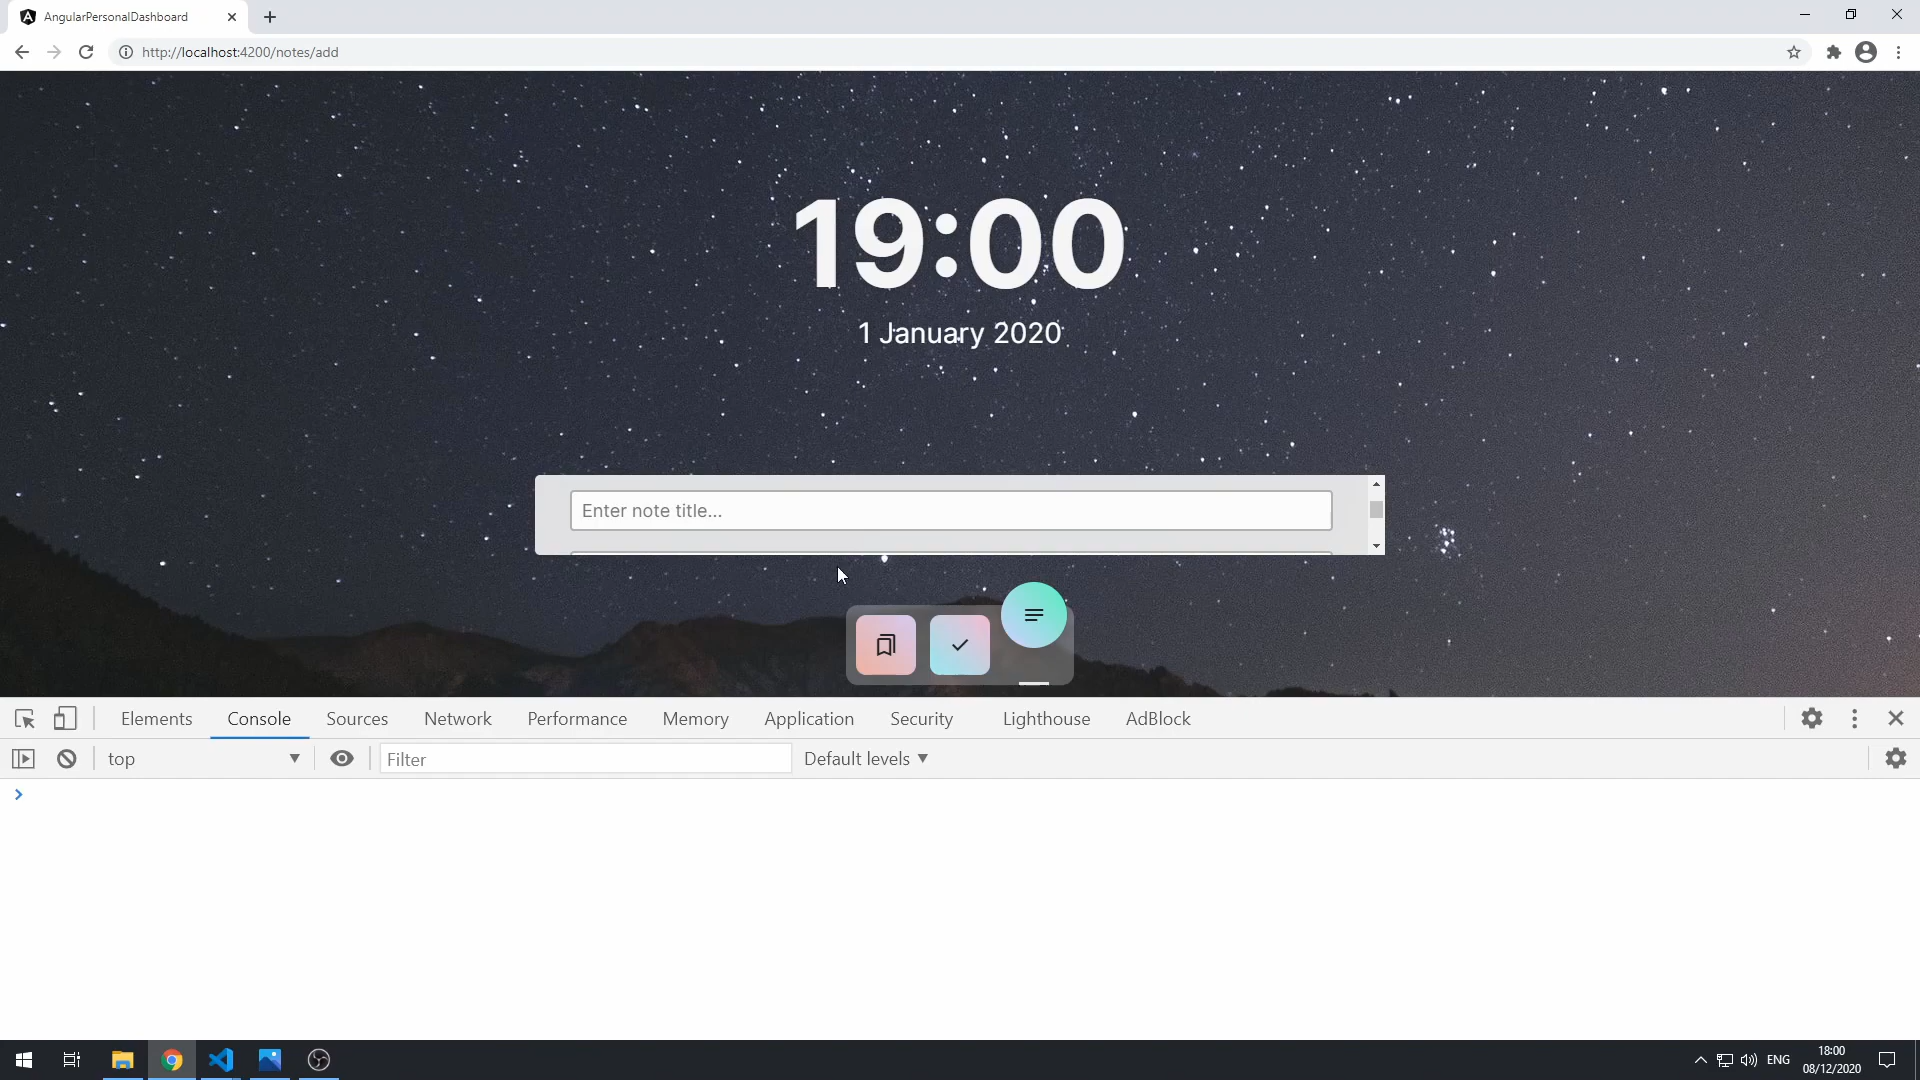 AngularPersonalDashboard
http://localhost:4200/notes/add
19:00
1 January 2020
Enter note title...
Elements Console Sources Network Performance Memory Application Security Lighthouse AdBlock
top Filter Default levels
ENG 18:00
08/12/2020